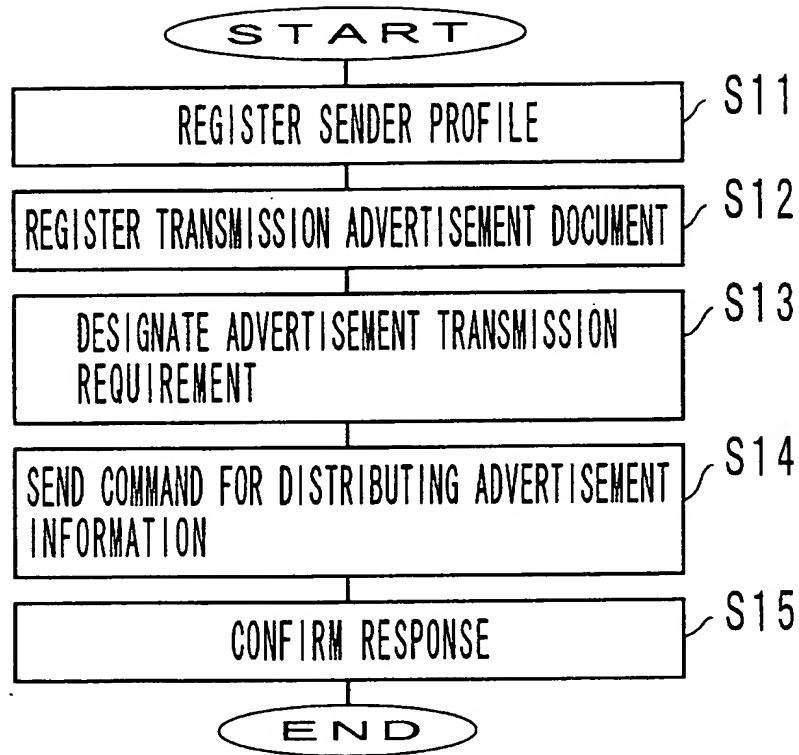 START
REGISTER SENDER PROFILE
S11
REGISTER TRANSMISSION ADVERTISEMENT DOCUMENT
S12
DESIGNATE ADVERTISEMENT TRANSMISSION
REQUIREMENT
S13
SEND COMMAND FOR DISTRIBUTING ADVERTISEMENT
INFORMATION
S14
CONFIRM RESPONSE
S15
END